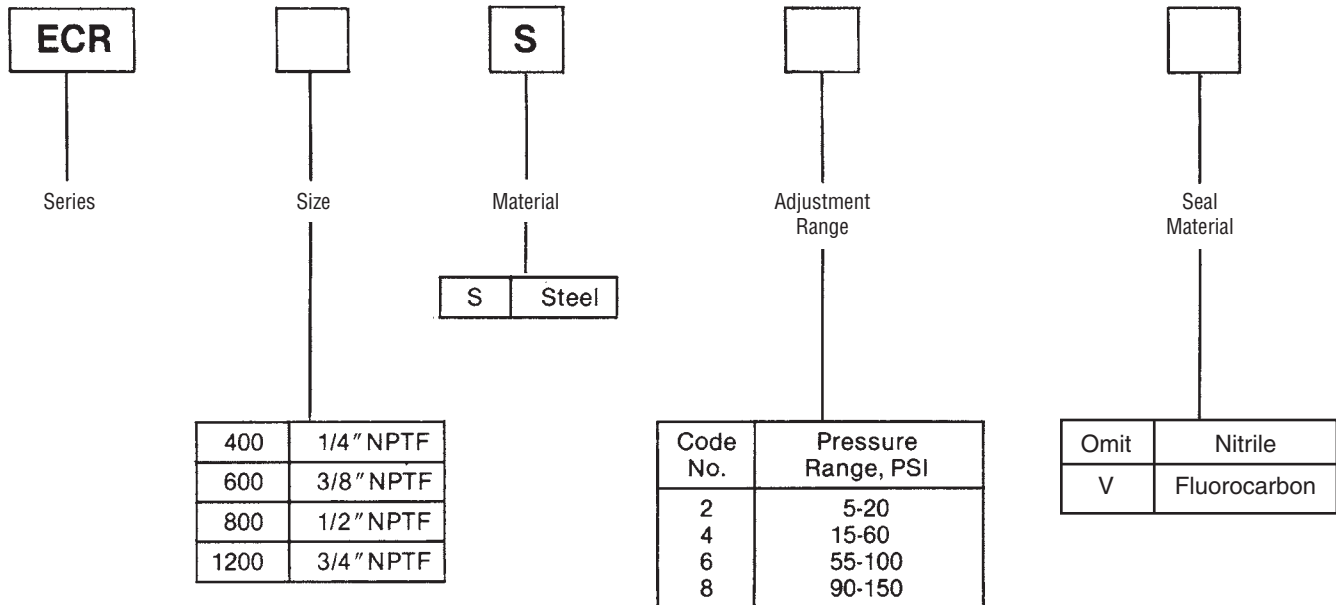 ECR
S
Series
Size
Material
Adjustment
Range
Seal
Material
S Steel
400 1/4" NPTF
600 3/8" NPTF
800 1/2" NPTF
1200 3/4" NPTF
Code No. Pressure Range, PSI
2 5-20
4 15-60
6 55-100
8 90-150
Omit Nitrile
V Fluorocarbon